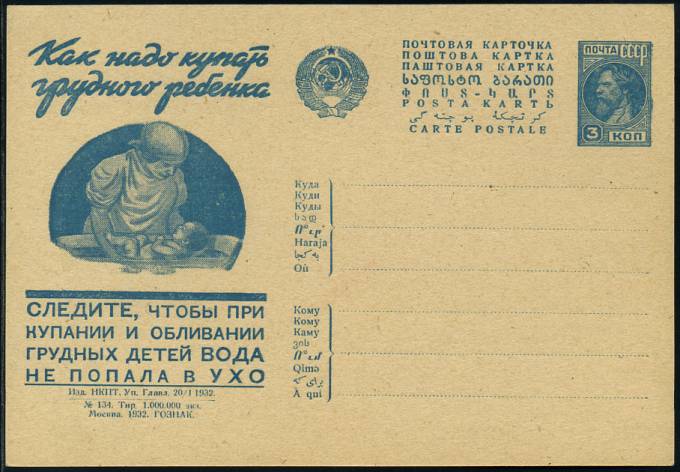 Как надо купать
грудного ребенка
ПОЧТОВАЯ КАРТОЧКА
ПОШТОВА КАРТКА
ПАШТОВАЯ КАРТКА
ՓՈՍՏ-ՔԱՐՏ
POSTA KARTЬ
CARTE POSTALE
ПОЧТА СССР
3 КОП
Куда
Куди
Куды
Haraja
Où
Кому
Кому
Каму
ვის
Qimə
À qui
СЛЕДИТЕ, ЧТОБЫ ПРИ
КУПАНИИ И ОБЛИВАНИИ
ГРУДНЫХ ДЕТЕЙ ВОДА
НЕ ПОПАЛА В УХО
Изд. НКПТ. Уп. Главл. 20/I 1932.
№ 134. Тир. 1.000.000 экз.
Москва. 1932. ГОЗНАК.